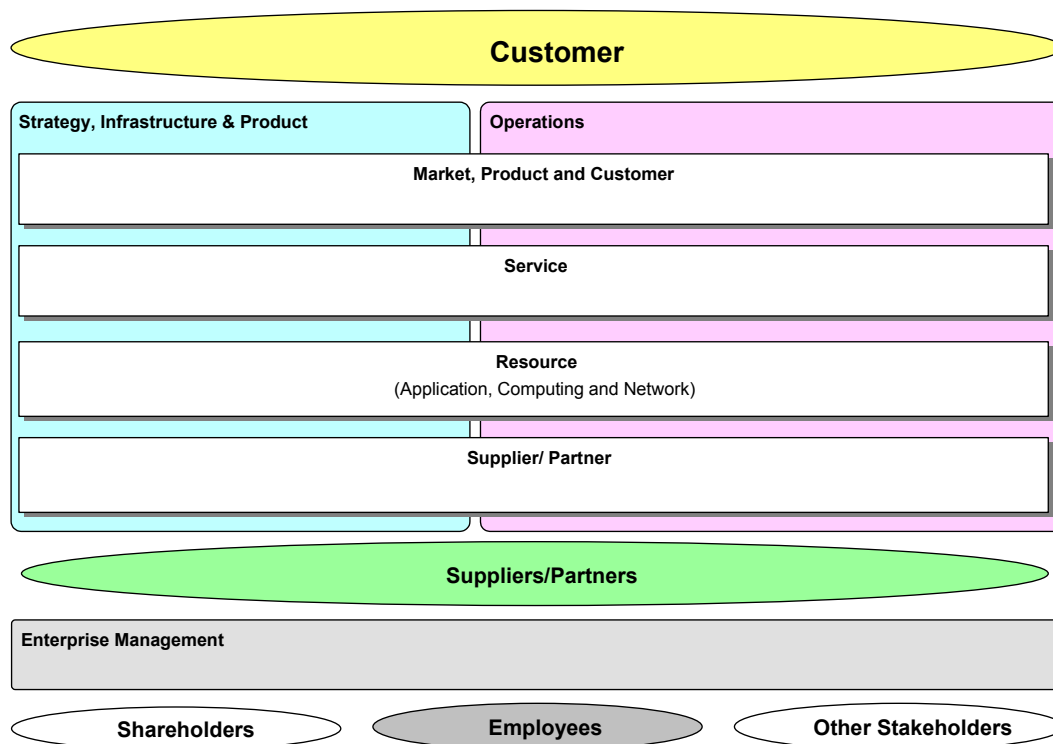 Customer
Strategy, Infrastructure & Product
Operations
Market, Product and Customer
Service
Resource
(Application, Computing and Network)
Supplier/ Partner
Suppliers/Partners
Enterprise Management
Shareholders
Employees
Other Stakeholders